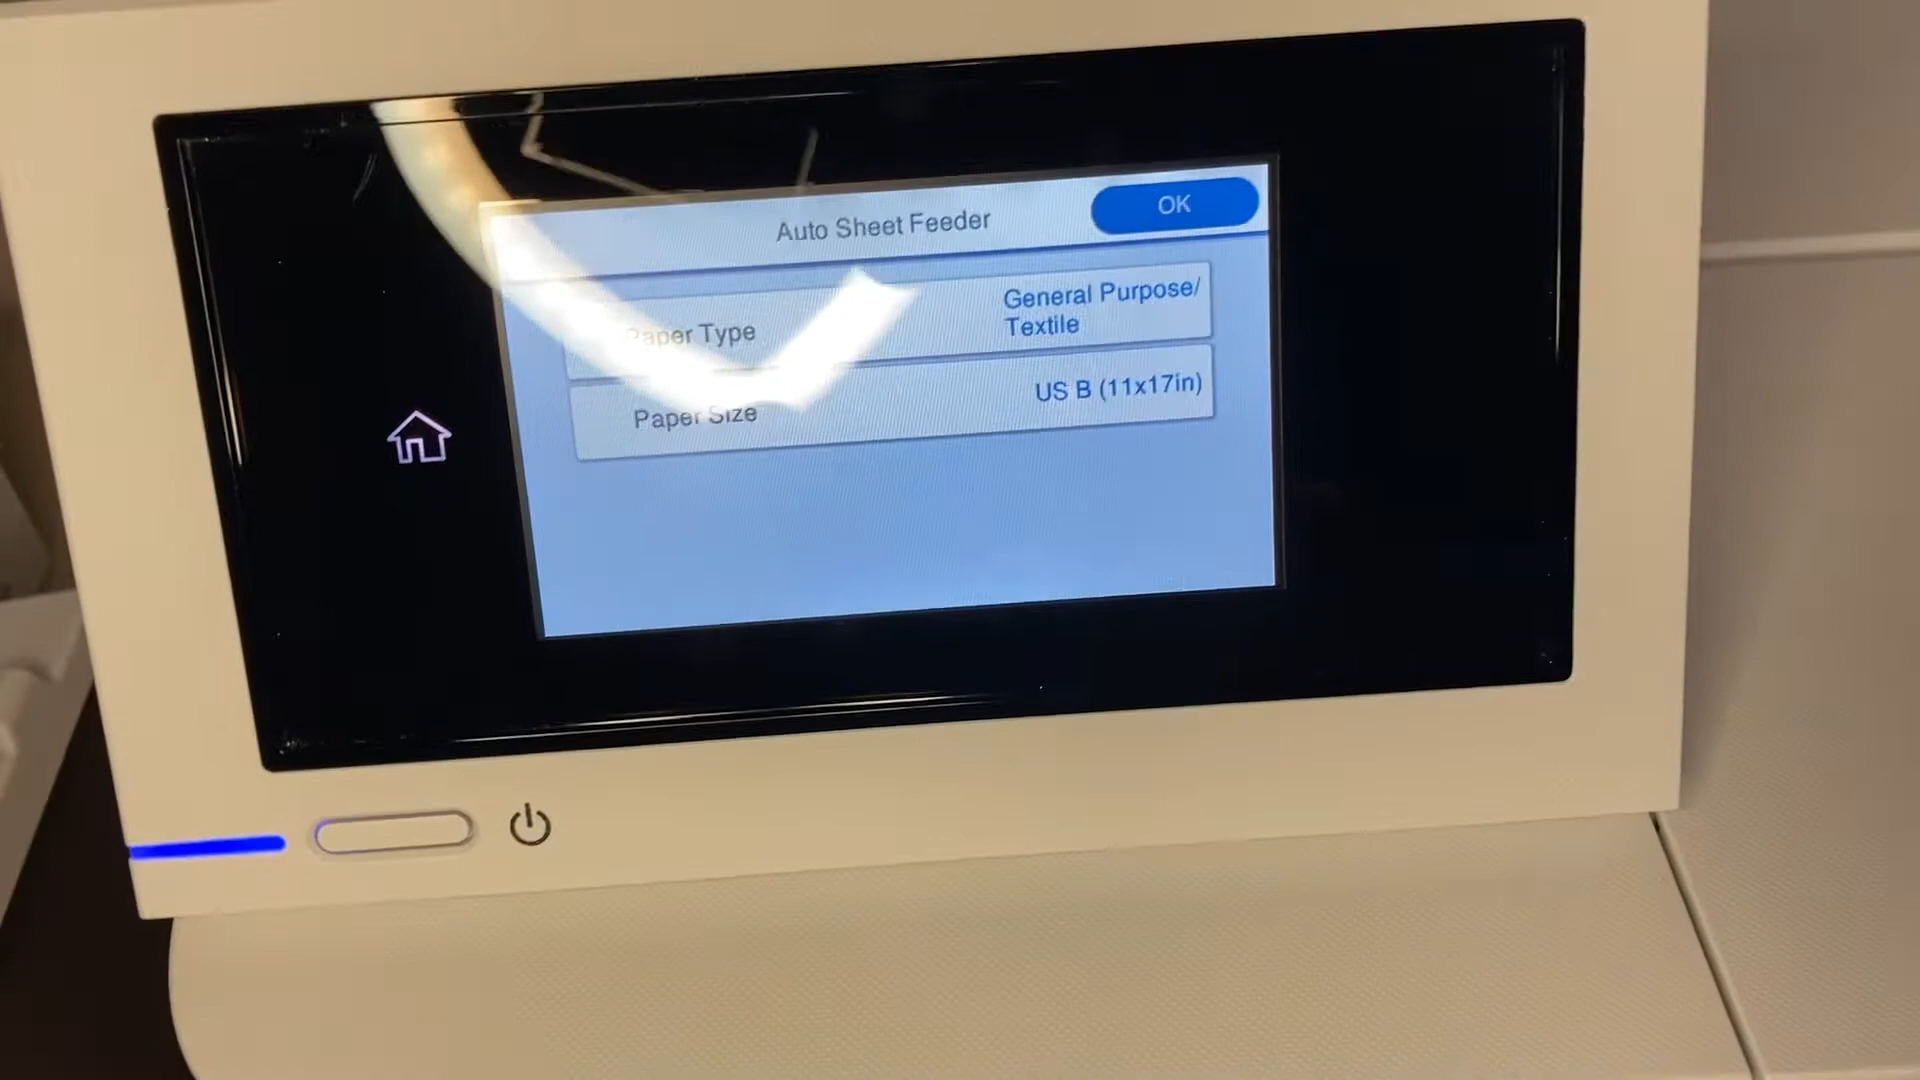 Auto Sheet Feeder
OK
Paper Type
General Purpose/
Textile
Paper Size
US B (11x17in)